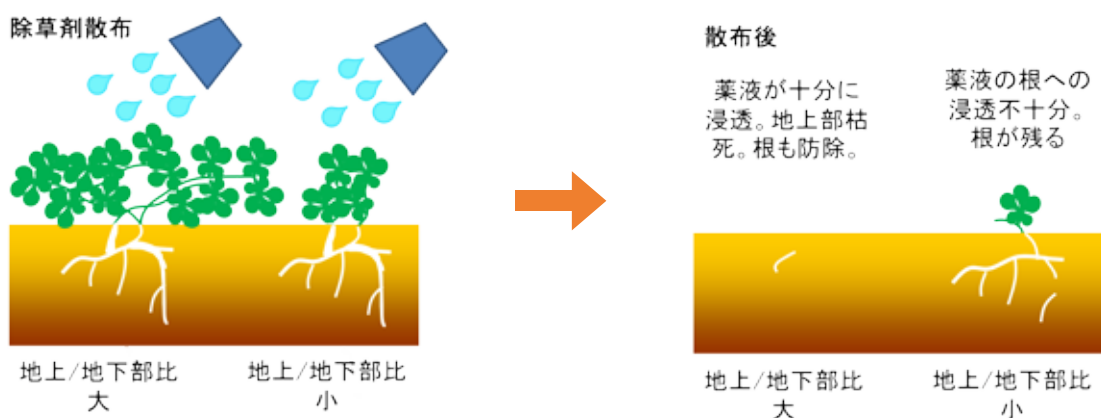 除草剤散布
地上/地下部比
大
地上/地下部比
小
散布後
薬液が十分に
浸透。地上部枯
死。根も防除。
薬液の根への
浸透不十分。
根が残る
地上/地下部比
大
地上/地下部比
小